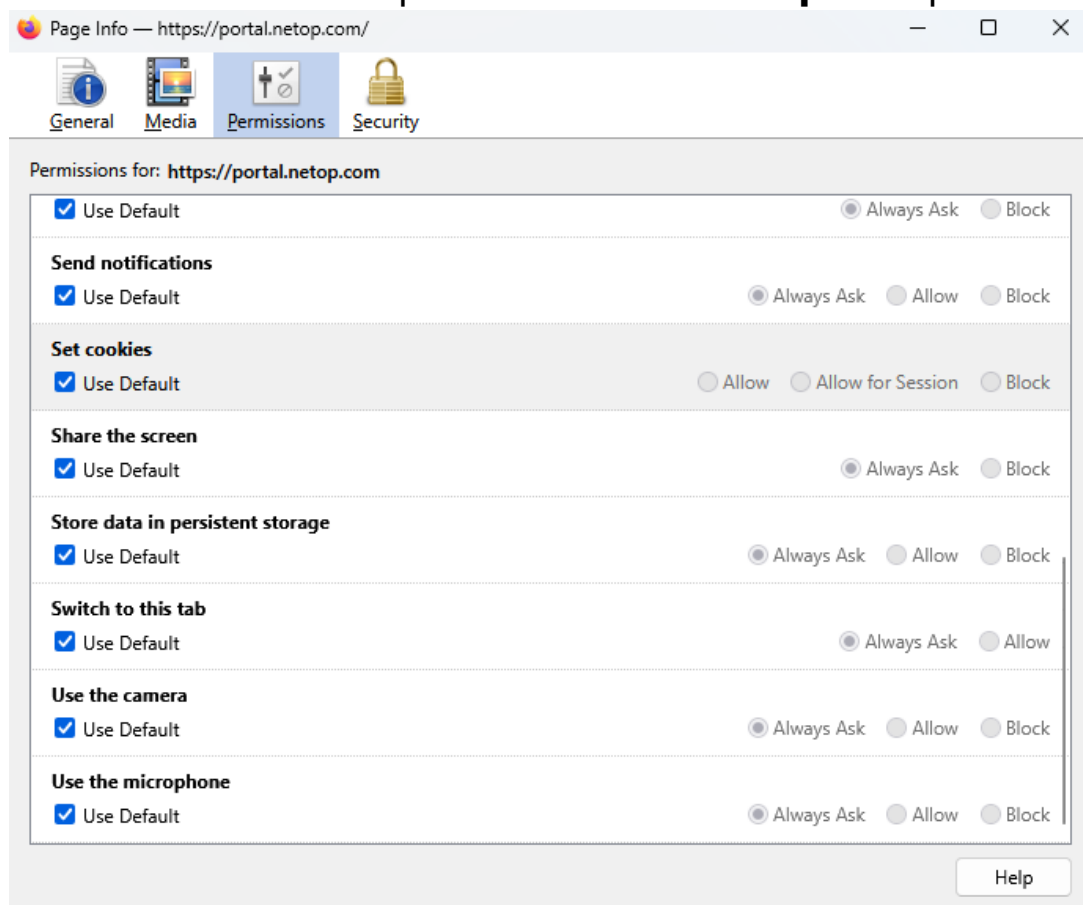 Page Info — https://portal.netop.com/
General Media Permissions Security
Permissions for: https://portal.netop.com
Use Default Always Ask Block
Send notifications
Use Default Always Ask Allow Block
Set cookies
Use Default Allow Allow for Session Block
Share the screen
Use Default Always Ask Block
Store data in persistent storage
Use Default Always Ask Allow Block
Switch to this tab
Use Default Always Ask Allow
Use the camera
Use Default Always Ask Allow Block
Use the microphone
Use Default Always Ask Allow Block
Help